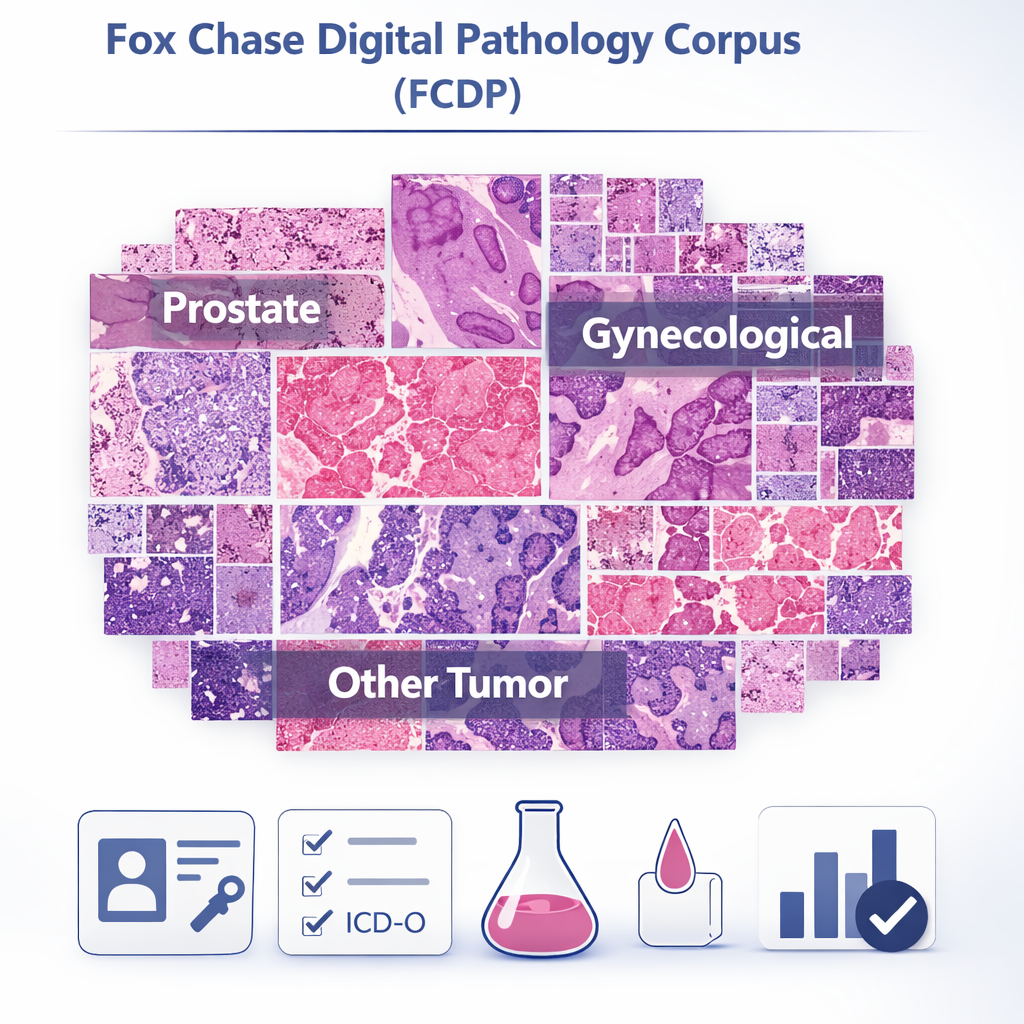 Fox Chase Digital Pathology Corpus
(FCDP)
Prostate
Gynecological
Other Tumor
ICD-O